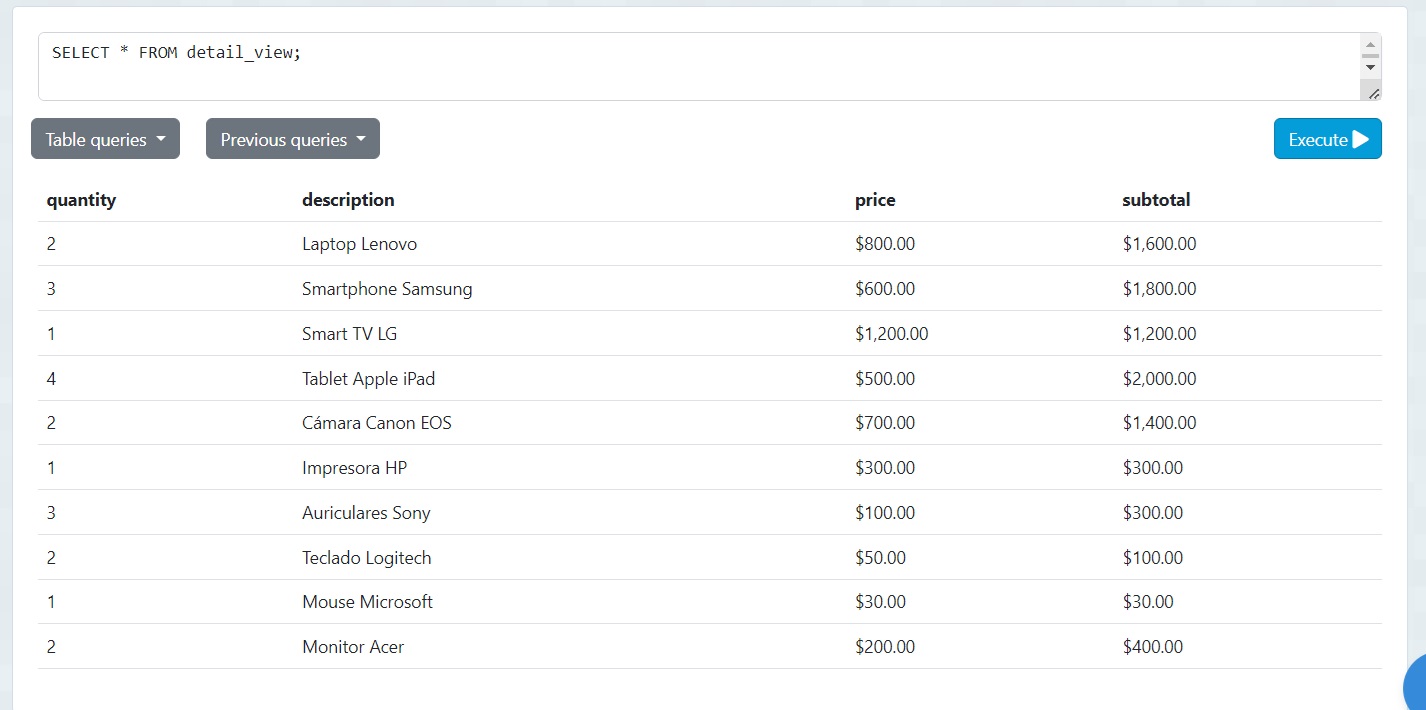 SELECT * FROM detail_view;
Table queries Previous queries Execute
quantity description price subtotal
2 Laptop Lenovo $800.00 $1,600.00
3 Smartphone Samsung $600.00 $1,800.00
1 Smart TV LG $1,200.00 $1,200.00
4 Tablet Apple iPad $500.00 $2,000.00
2 Cámara Canon EOS $700.00 $1,400.00
1 Impresora HP $300.00 $300.00
3 Auriculares Sony $100.00 $300.00
2 Teclado Logitech $50.00 $100.00
1 Mouse Microsoft $30.00 $30.00
2 Monitor Acer $200.00 $400.00